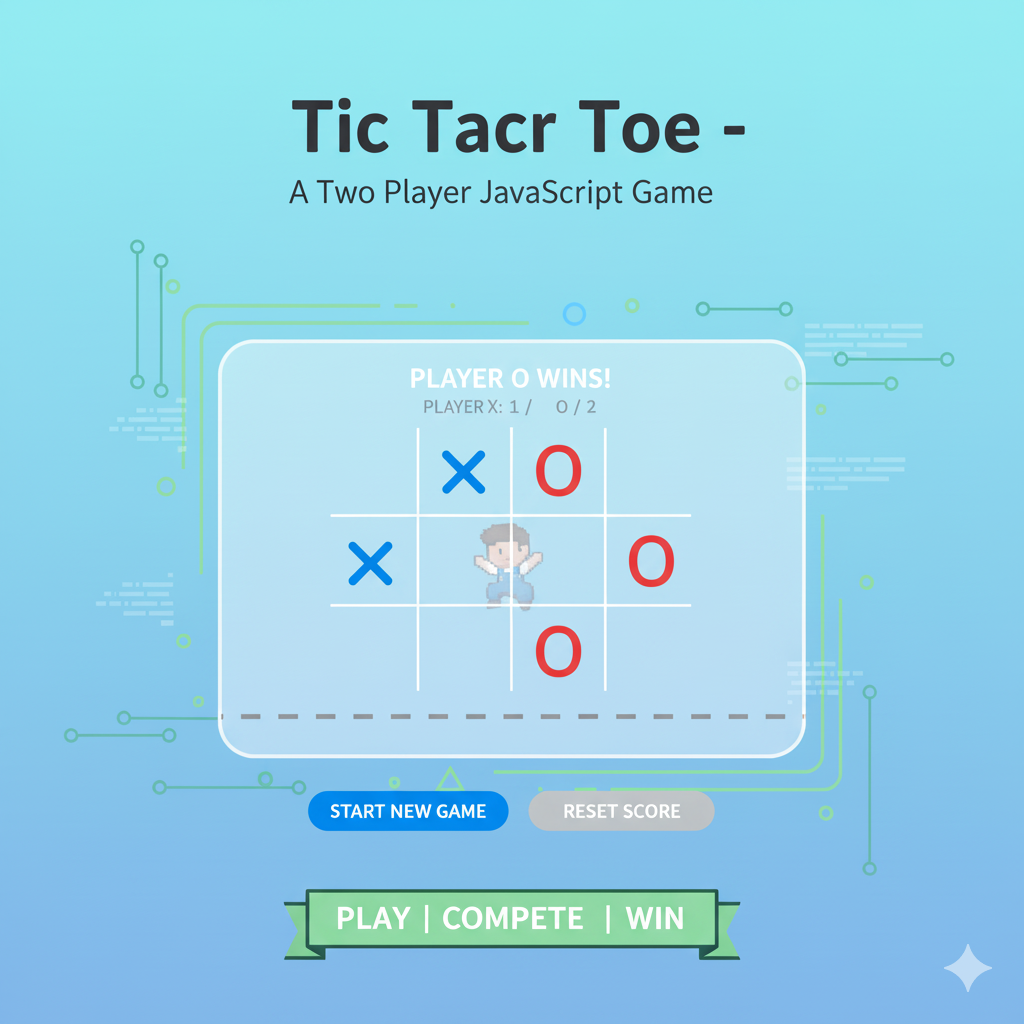 Tic Tacr Toe -
A Two Player JavaScript Game
PLAYER O WINS!
PLAYER X: 1 / O / 2
X O
X O
O
START NEW GAME RESET SCORE
PLAY | COMPETE | WIN